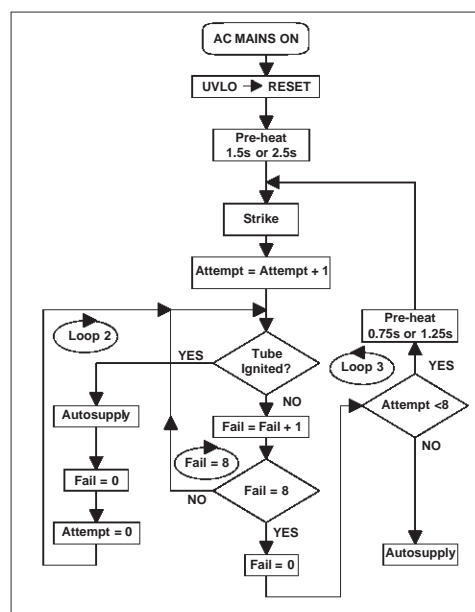 AC MAINS ON
UVLO RESET
Pre-heat
1.5s or 2.5s
Strike
Attempt = Attempt + 1
Loop 2
Pre-heat
0.75s or 1.25s
YES
Tube
Ignited?
Loop 3
YES
Autosupply
NO
Attempt <8
Fail = Fail + 1
Fail = 8
NO
Fail = 0
NO
Fail = 8
Attempt = 0
YES
Fail = 0
Autosupply